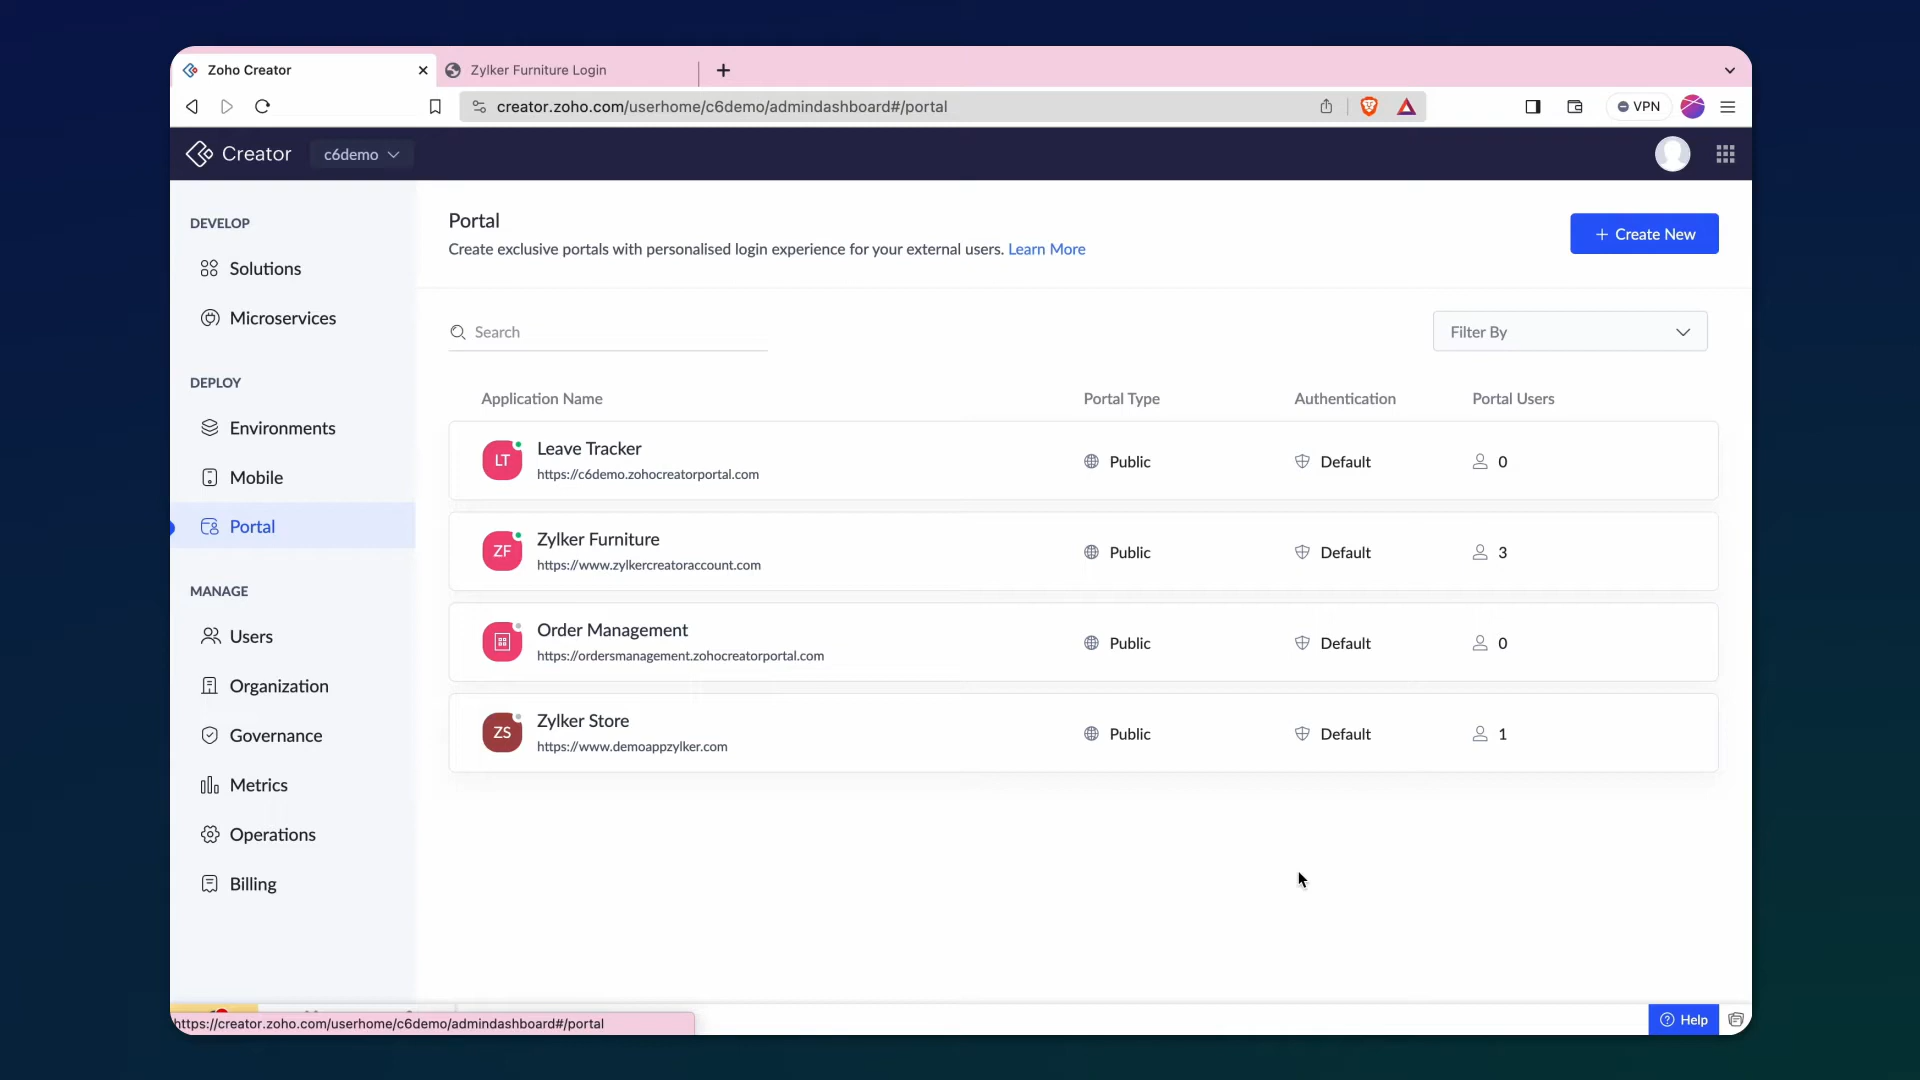 Zoho Creator
Zylker Furniture Login
creator.zoho.com/userhome/c6demo/admindashboard#/portal
VPN
Creator
c6demo
DEVELOP
Solutions
Microservices
DEPLOY
Environments
Mobile
Portal
MANAGE
Users
Organization
Governance
Metrics
Operations
Billing
Portal
Create exclusive portals with personalised login experience for your external users. Learn More
+ Create New
Search
Filter By
Application Name Portal Type Authentication Portal Users
LT Leave Tracker
https://c6demo.zohocreatorportal.com
Public Default 0
ZF Zylker Furniture
https://www.zylkercreatoraccount.com
Public Default 3
Order Management
https://ordersmanagement.zohocreatorportal.com
Public Default 0
ZS Zylker Store
https://www.demoappzylker.com
Public Default 1
https://creator.zoho.com/userhome/c6demo/admindashboard#/portal
Help